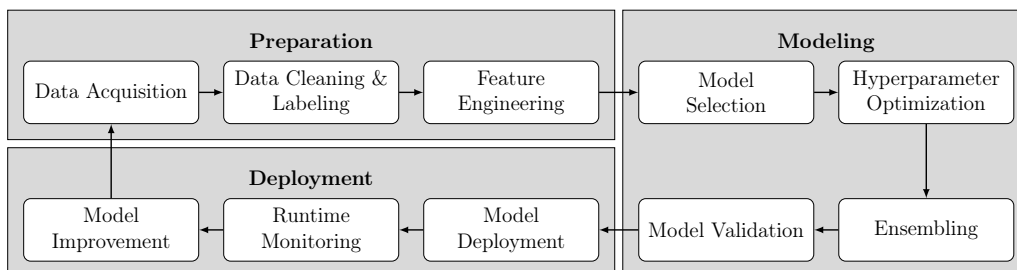 Preparation
Data Acquisition
Data Cleaning &
Labeling
Feature
Engineering
Modeling
Model
Selection
Hyperparameter
Optimization
Ensembling
Model Validation
Deployment
Model
Deployment
Runtime
Monitoring
Model
Improvement